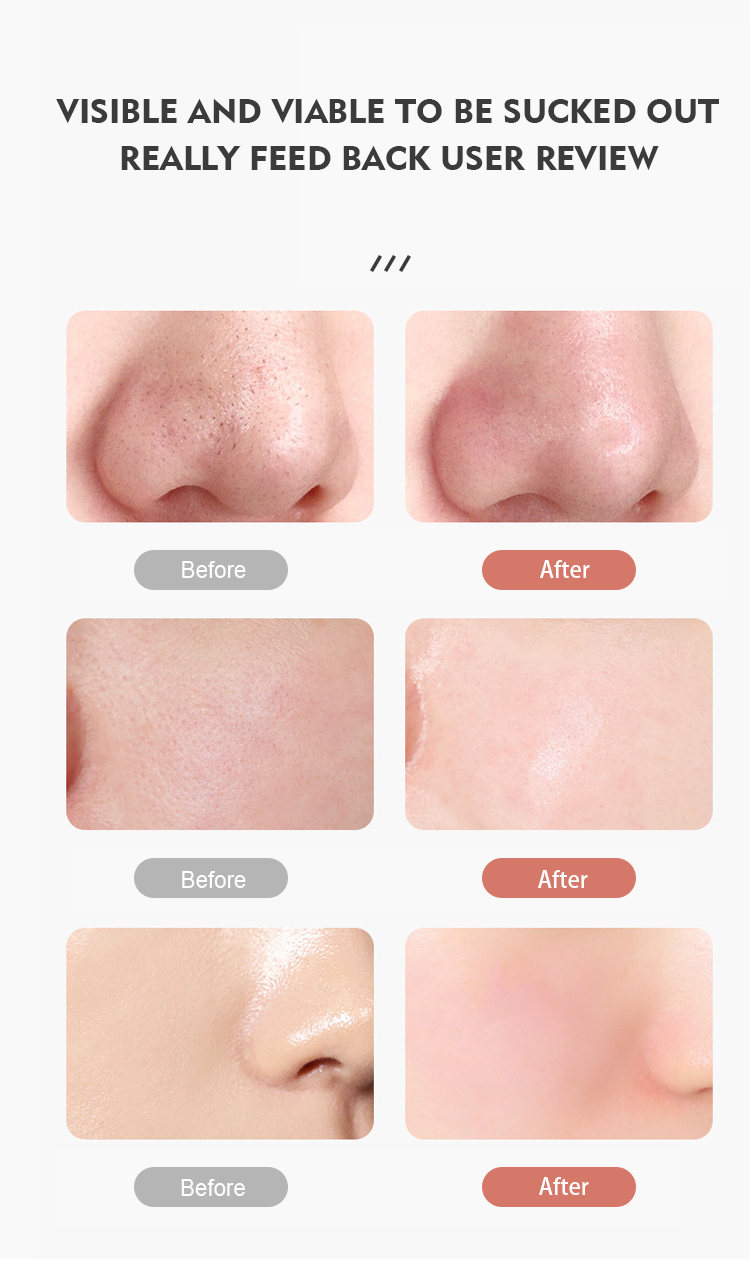 VISIBLE AND VIABLE TO BE SUCKED OUT
REALLY FEED BACK USER REVIEW
Before
After
Before
After
Before
After